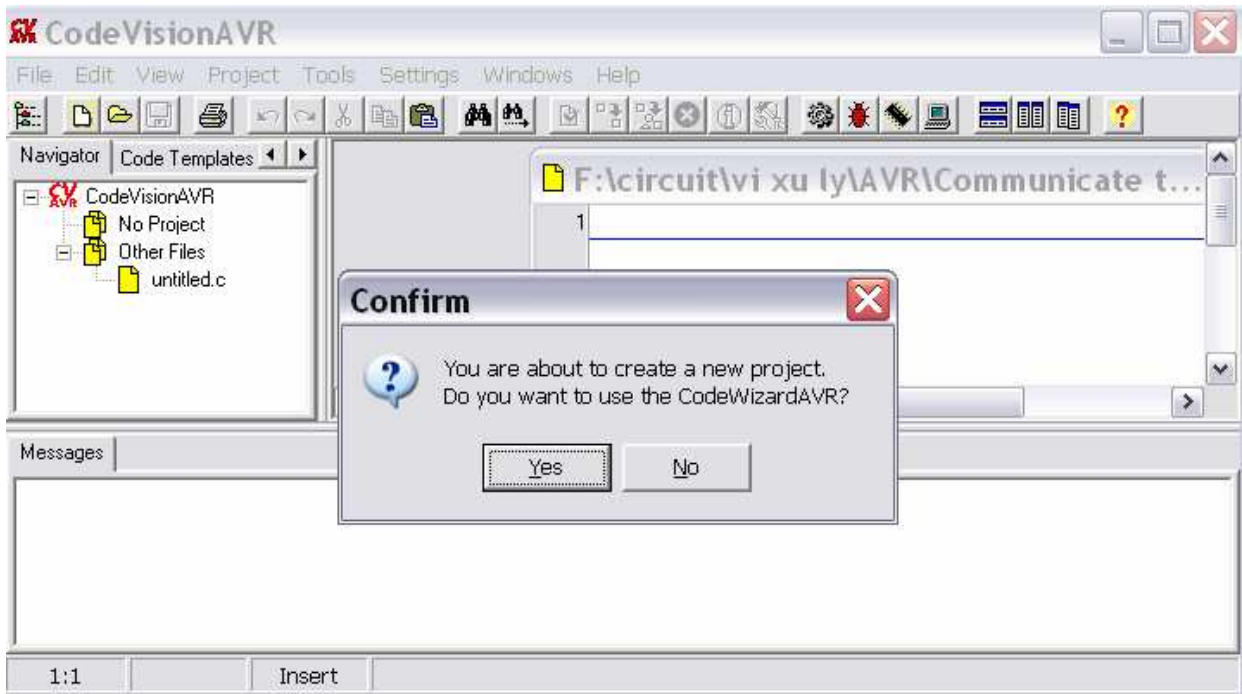 CodeVisionAVR
File Edit View Project Tools Settings Windows Help
Navigator Code Templates
CodeVisionAVR
No Project
Other Files
untitled.c
F:\circuit\vi xu ly\AVR\Communicate t...
1
Confirm
You are about to create a new project.
Do you want to use the CodeWizardAVR?
Yes No
Messages
1:1 Insert